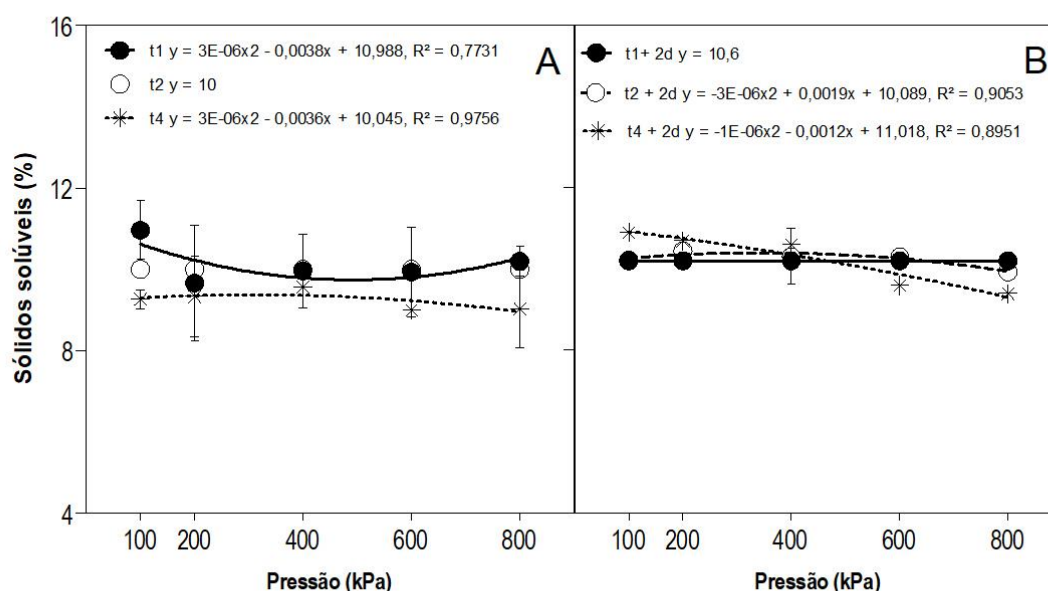 16
t1 y = 3E-06x2 - 0,0038x + 10,988, R² = 0,7731
t2 y = 10
t4 y = 3E-06x2 - 0,0036x + 10,045, R² = 0,9756
A
t1+ 2d y = 10,6
t2 + 2d y = -3E-06x2 + 0,0019x + 10,089, R² = 0,9053
t4 + 2d y = -1E-06x2 - 0,0012x + 11,018, R² = 0,8951
B
Sólidos solúveis (%)
12
8
4
100 200 400 600 800
100 200 400 600 800
Pressão (kPa)
Pressão (kPa)